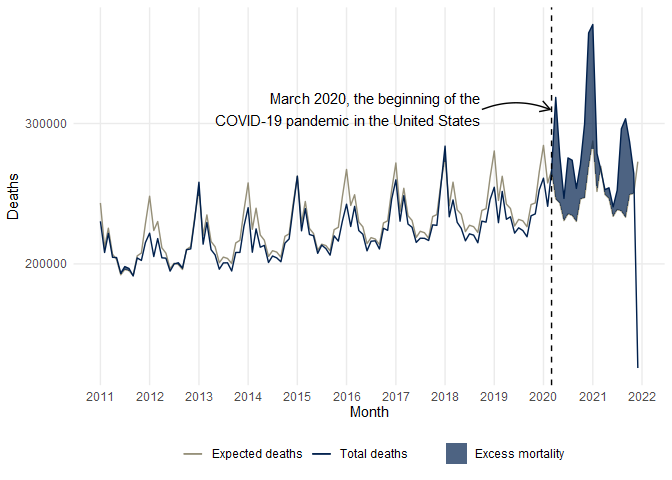 March 2020, the beginning of the
COVID-19 pandemic in the United States
300000
200000
Deaths
2011 2012 2013 2014 2015 2016 2017 2018 2019 2020 2021 2022
Month
Expected deaths Total deaths Excess mortality